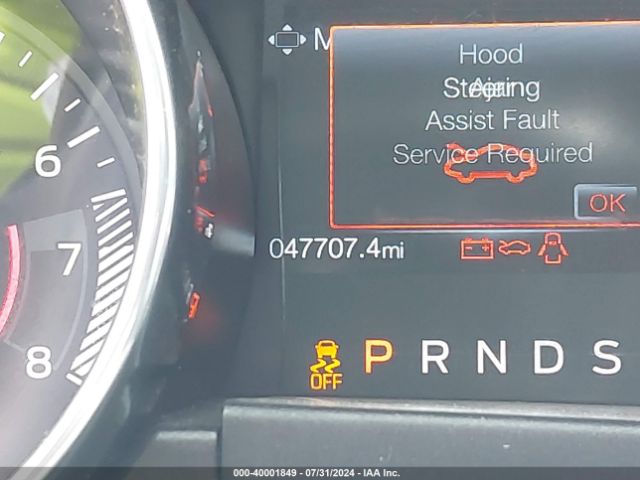 M
Hood
Steering
Ajar
Assist Fault
Service Required
OK
6
047707.4mi
7
8
OFF
P R N D S
000-40001849 - 07/31/2024 - IAA Inc.